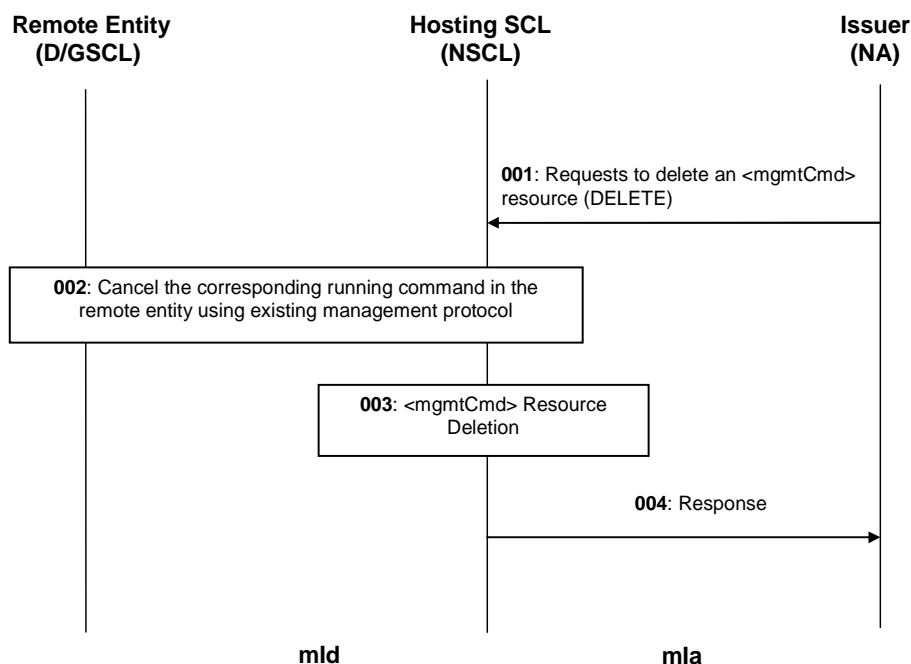 Remote Entity
(D/GSCL)
Hosting SCL
(NSCL)
Issuer
(NA)
001: Requests to delete an <mgmtCmd>
resource (DELETE)
002: Cancel the corresponding running command in the
remote entity using existing management protocol
003: <mgmtCmd> Resource
Deletion
004: Response
mId
mIa